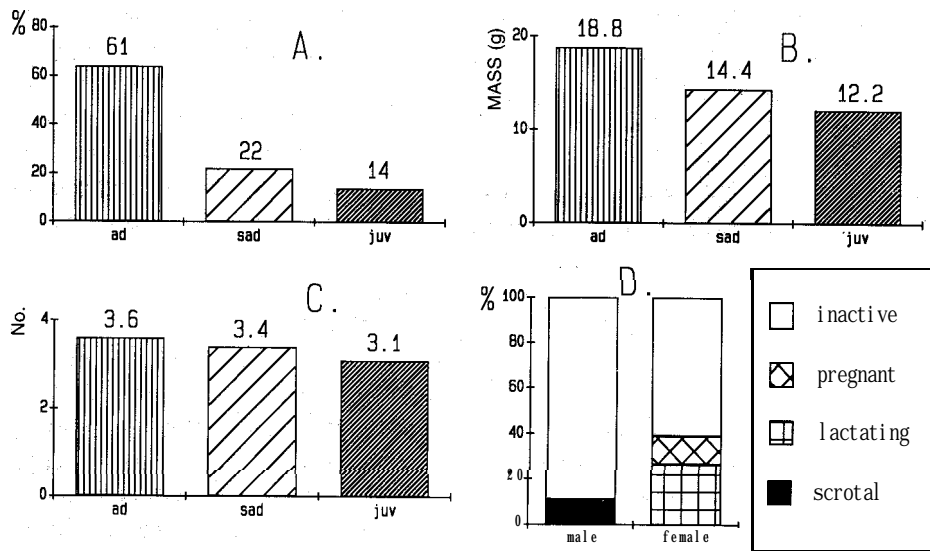 %
80
60
40
20
0
A.
61
22
14
ad
sad
juv
MASS (g)
20
10
0
B.
18.8
14.4
12.2
ad
sad
juv
No.
4
2
0
C.
3.6
3.4
3.1
ad
sad
juv
%
100
80
60
40
20
0
D.
male
female
inactive
pregnant
lactating
scrotal